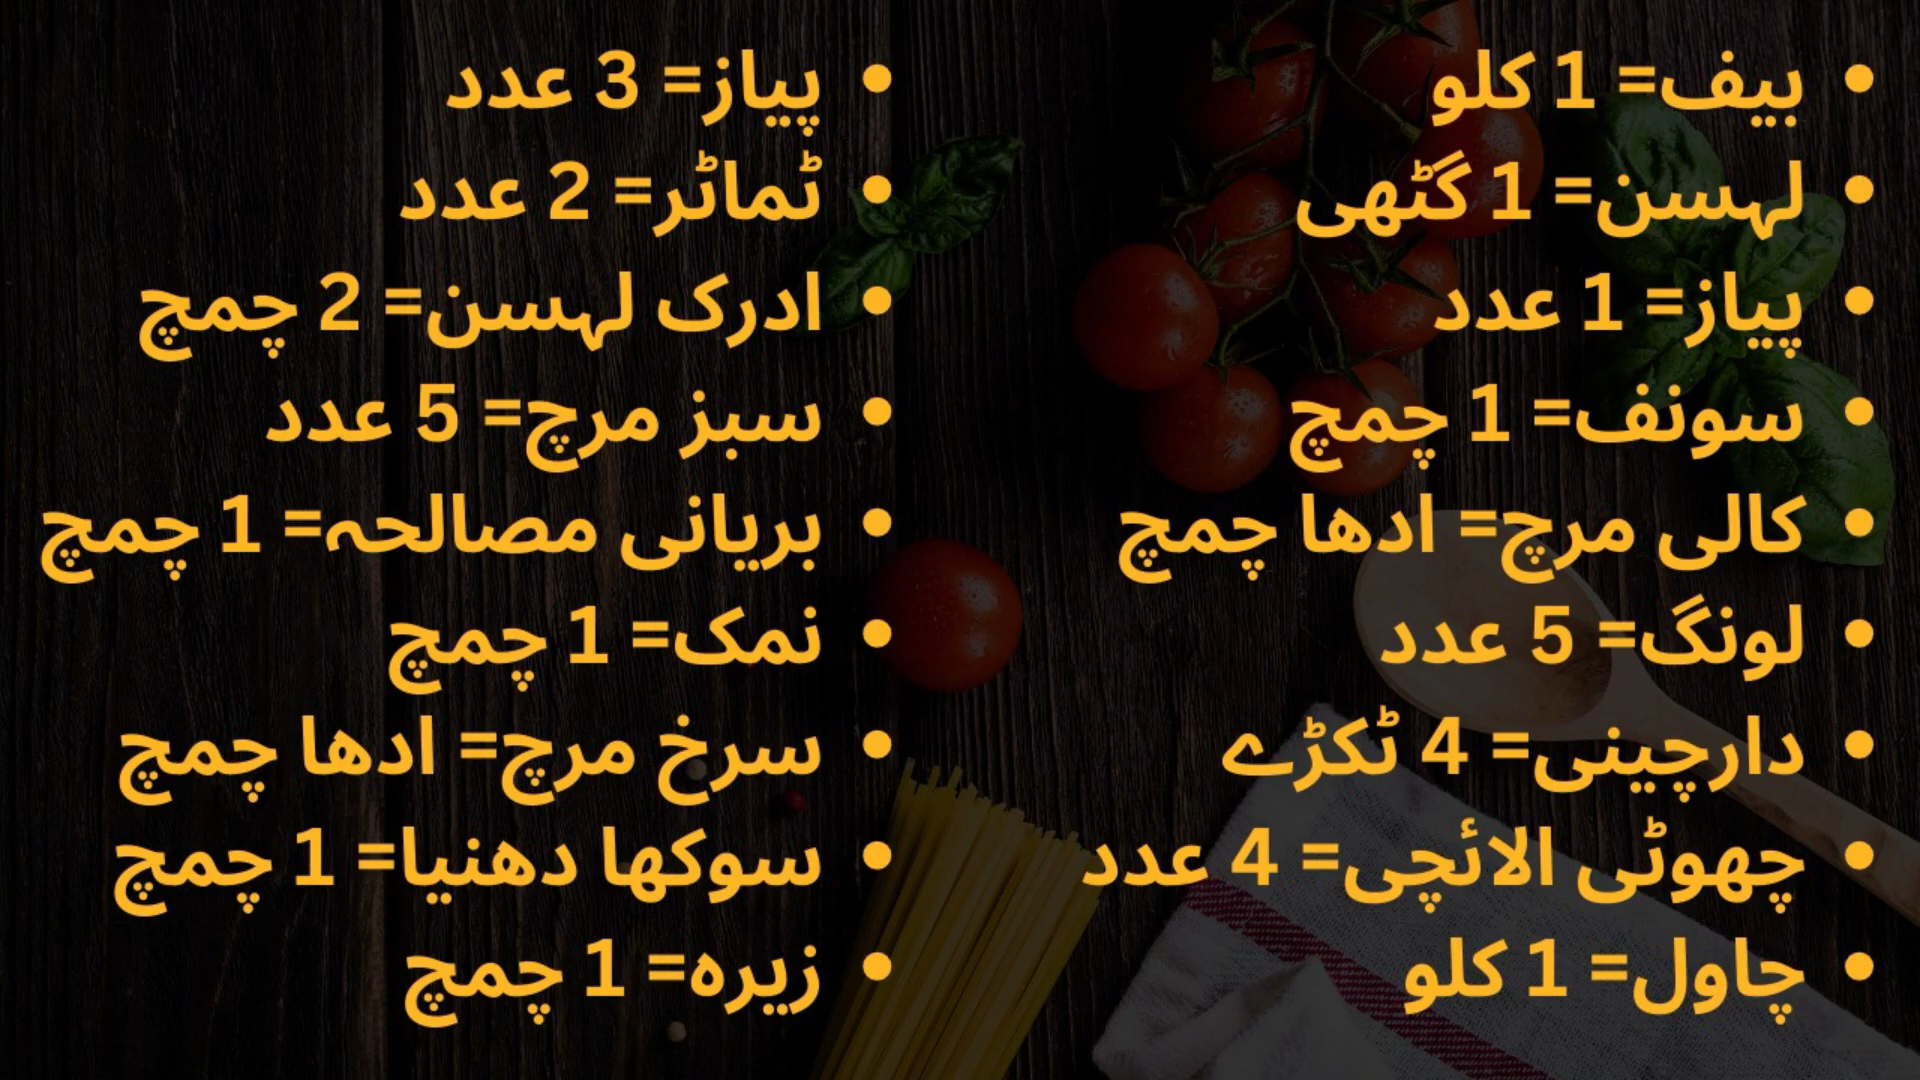 • بیف= 1 کلو
• لہسن= 1 گٹھی
• پیاز= 1 عدد
• سونف= 1 چمچ
• کالی مرچ= ادھا چمچ
• لونگ= 5 عدد
• دارچینی= 4 ٹکڑے
• چھوٹی الائچی= 4 عدد
• چاول= 1 کلو
• پیاز= 3 عدد
• ٹماٹر= 2 عدد
• ادرک لہسن= 2 چمچ
• سبز مرچ= 5 عدد
• بریانی مصالحہ= 1 چمچ
• نمک= 1 چمچ
• سرخ مرچ= ادھا چمچ
• سوکھا دھنیا= 1 چمچ
• زیرہ= 1 چمچ